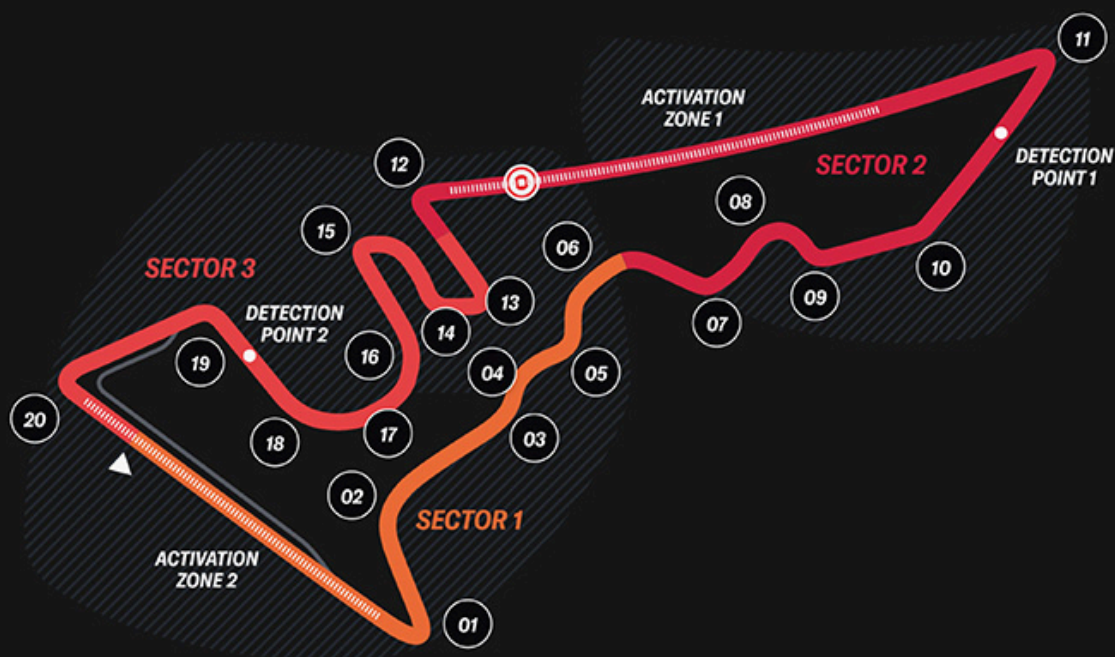 11
ACTIVATION
ZONE 1
12
SECTOR 2
DETECTION
POINT 1
08
15
06
SECTOR 3
10
13
09
DETECTION
POINT 2
14
07
16
19
04
05
20
17
18
03
02
SECTOR 1
ACTIVATION
ZONE 2
01